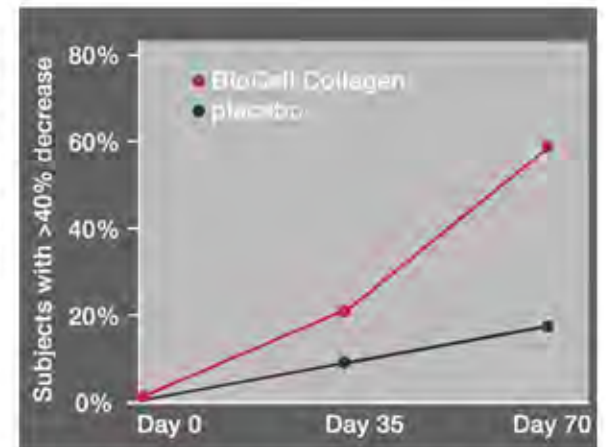 Subjects with >40% decrease
80%
60%
40%
20%
0%
BioCell Collagen
placebo
Day 0
Day 35
Day 70